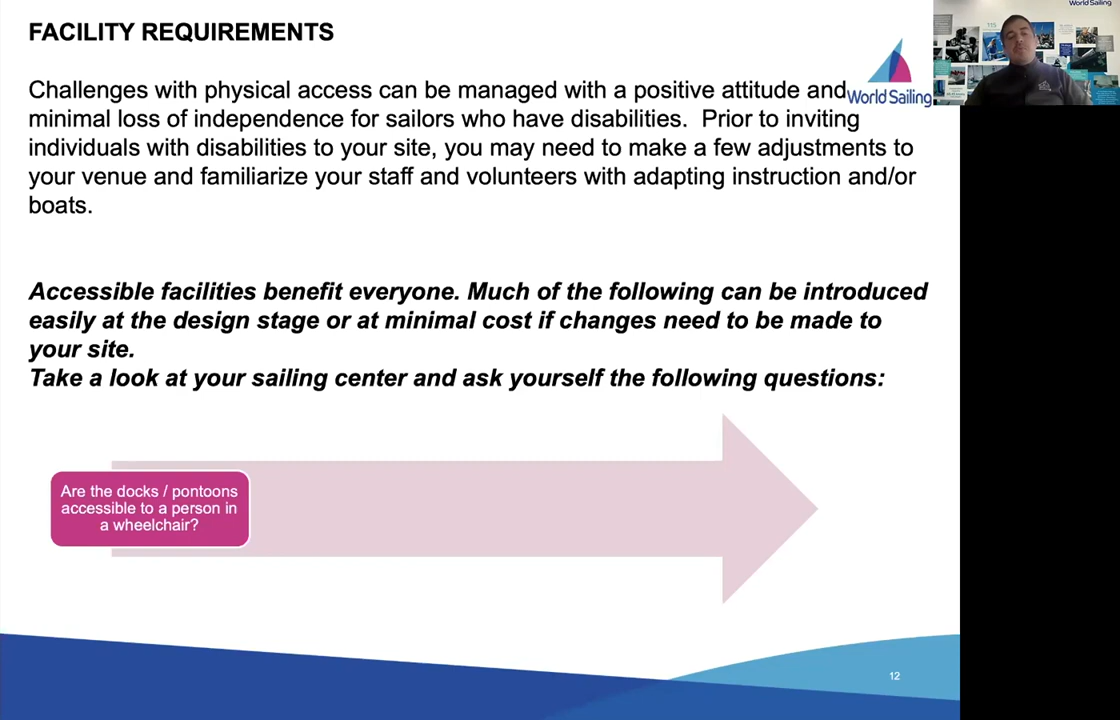 FACILITY REQUIREMENTS
Challenges with physical access can be managed with a positive attitude and
minimal loss of independence for sailors who have disabilities.  Prior to inviting
individuals with disabilities to your site, you may need to make a few adjustments to
your venue and familiarize your staff and volunteers with adapting instruction and/or
boats.
World Sailing
World Sailing
Accessible facilities benefit everyone. Much of the following can be introduced
easily at the design stage or at minimal cost if changes need to be made to
your site.
Take a look at your sailing center and ask yourself the following questions:
Are the docks / pontoons
accessible to a person in
a wheelchair?
12